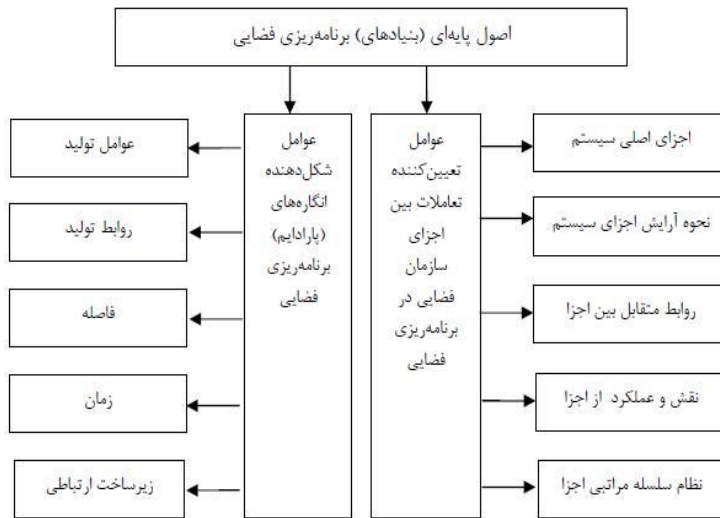 اصول پایه‌ای (بنیادهای) برنامه‌ریزی فضایی
عوامل
تعیین‌کننده
تعاملات بین
اجزای
سازمان
فضایی در
برنامه‌ریزی
فضایی
اجزای اصلی سیستم
نحوه آرایش اجزای سیستم
روابط متقابل بین اجزا
نقش و عملکرد از اجزا
نظام سلسله مراتبی اجزا
عوامل
شکل‌دهنده
انگاره‌های
(پارادایم)
برنامه‌ریزی
فضایی
عوامل تولید
روابط تولید
فاصله
زمان
زیرساخت ارتباطی